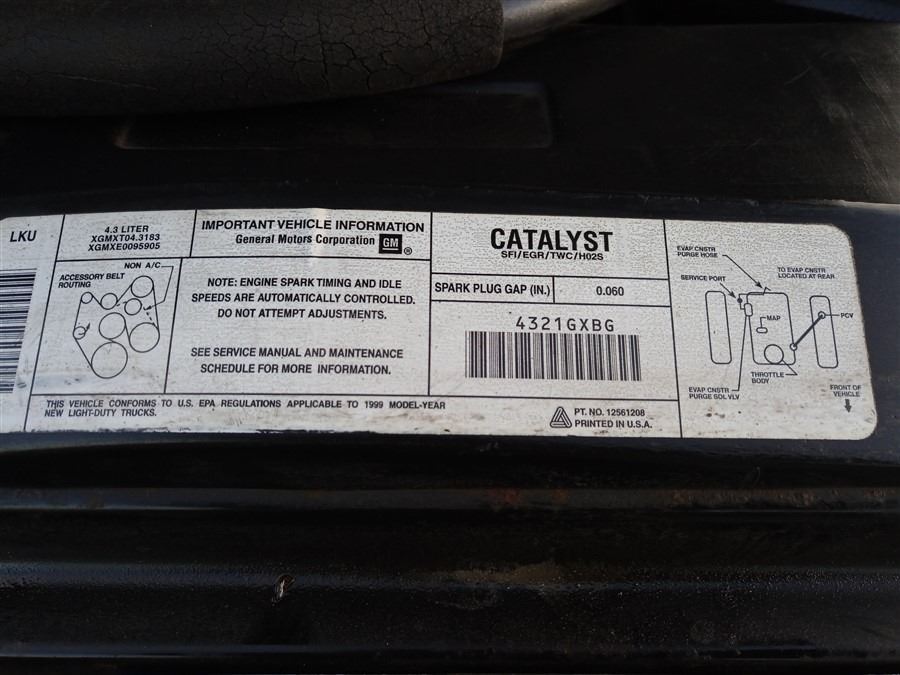 LKU
4.3 LITER
XGMXT04.3183
XGMXE0095905
IMPORTANT VEHICLE INFORMATION
General Motors Corporation GM ®
NON A/C
ACCESSORY BELT
ROUTING
NOTE: ENGINE SPARK TIMING AND IDLE
SPEEDS ARE AUTOMATICALLY CONTROLLED.
DO NOT ATTEMPT ADJUSTMENTS.
SEE SERVICE MANUAL AND MAINTENANCE
SCHEDULE FOR MORE INFORMATION.
CATALYST
SFI/EGR/TWC/HO2S
SPARK PLUG GAP (IN.) 0.060
4321GXBG
EVAP CNSTR
PURGE HOSE
TO EVAP CNSTR
LOCATED AT REAR
SERVICE PORT
MAP
PCV
THROTTLE
BODY
EVAP CNSTR
PURGE SOL VLV
FRONT OF
VEHICLE
THIS VEHICLE CONFORMS TO U.S. EPA REGULATIONS APPLICABLE TO 1999 MODEL-YEAR
NEW LIGHT-DUTY TRUCKS.
PT. NO. 12561208
PRINTED IN U.S.A.